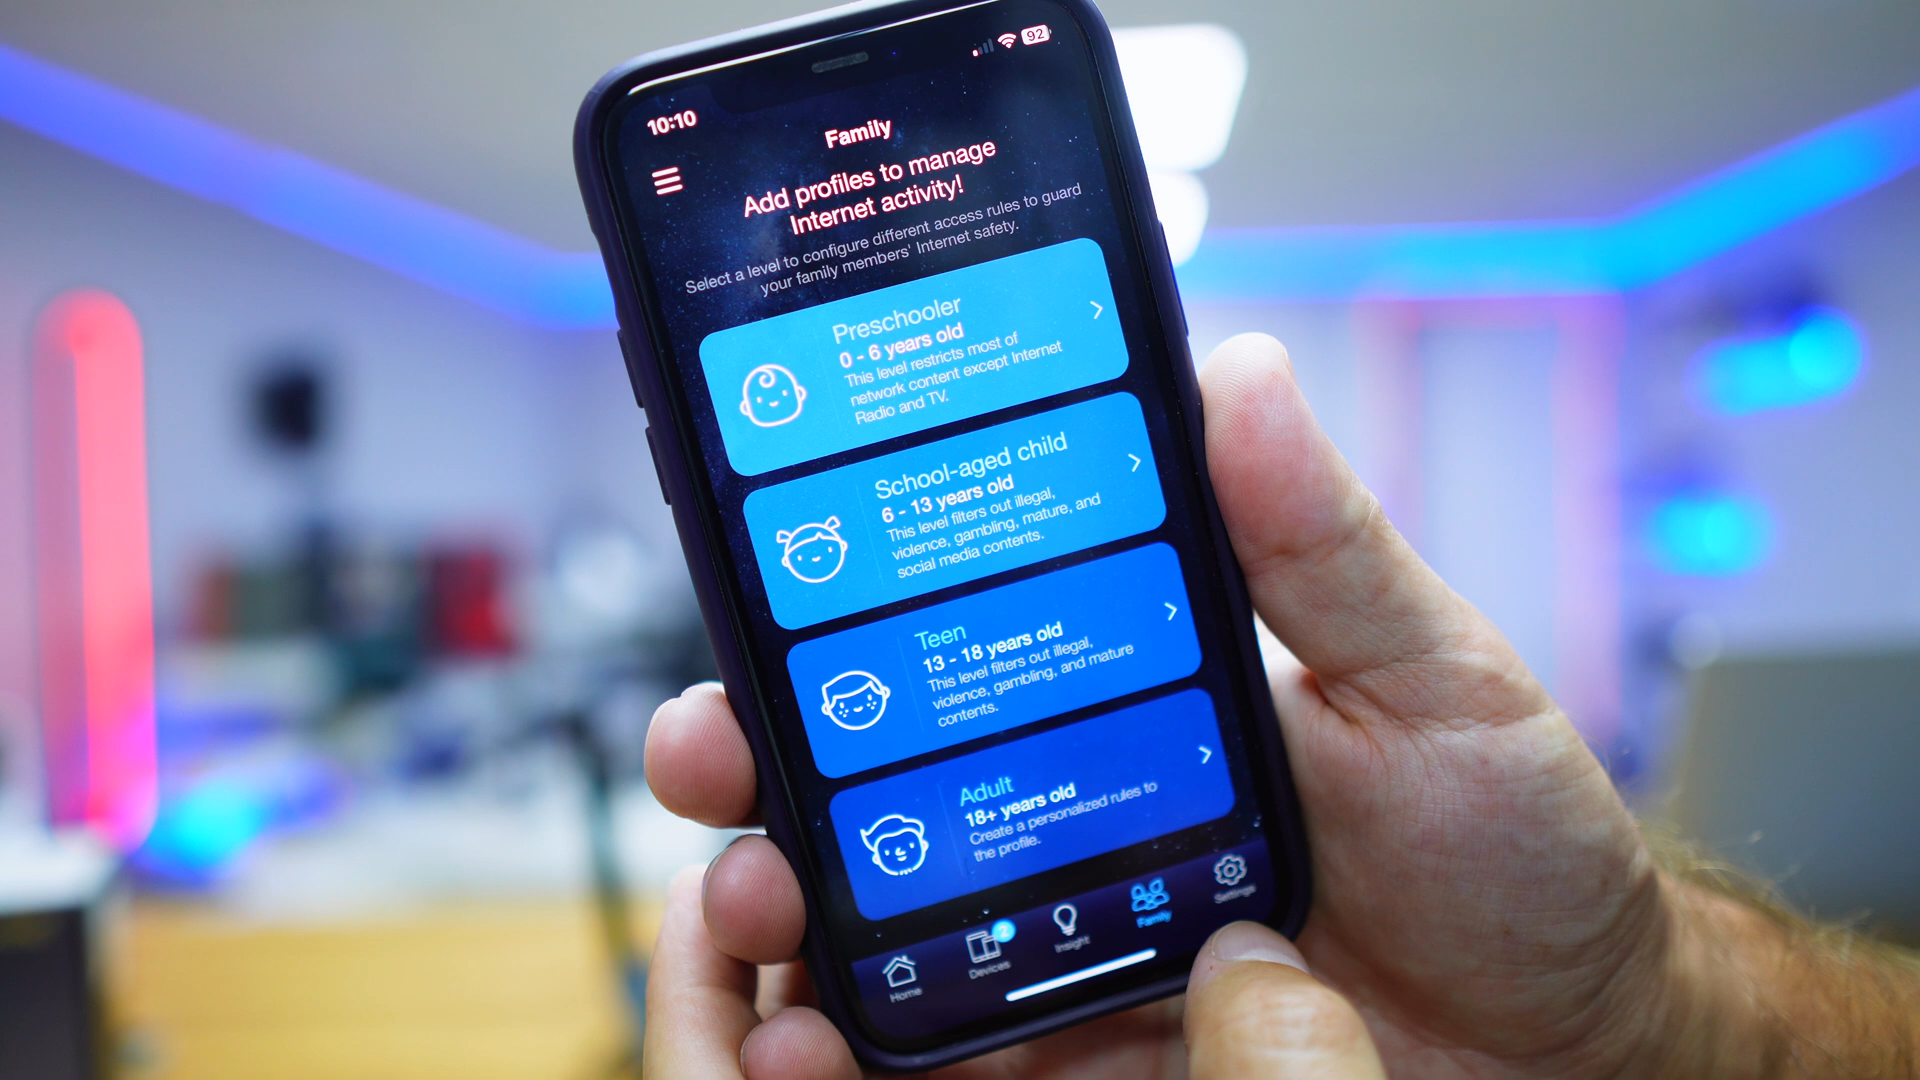 92
10:10
Family
Add profiles to manage
Internet activity!
Select a level to configure different access rules to guard
your family members' Internet safety.
Preschooler
0 - 6 years old
This level restricts most of
network content except Internet
Radio and TV.
School-aged child
6 - 13 years old
This level filters out illegal,
violence, gambling, mature, and
social media contents.
Teen
13 - 18 years old
This level filters out illegal,
violence, gambling, and mature
contents.
Adult
18+ years old
Create a personalized rules to
the profile.
Home
2
Devices
Insight
Family
Settings